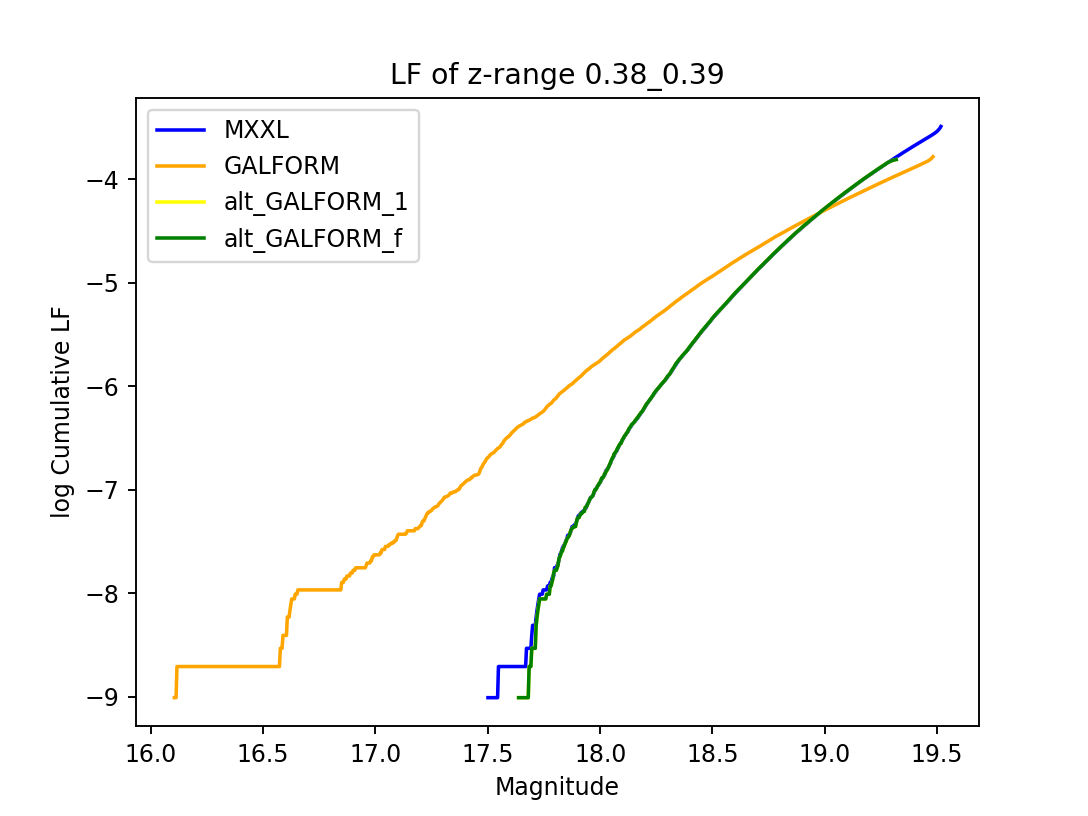 LF of z-range 0.38_0.39
MXXL
GALFORM
alt_GALFORM_1
alt_GALFORM_f
log Cumulative LF
−4
−5
−6
−7
−8
−9
16.0 16.5 17.0 17.5 18.0 18.5 19.0 19.5
Magnitude